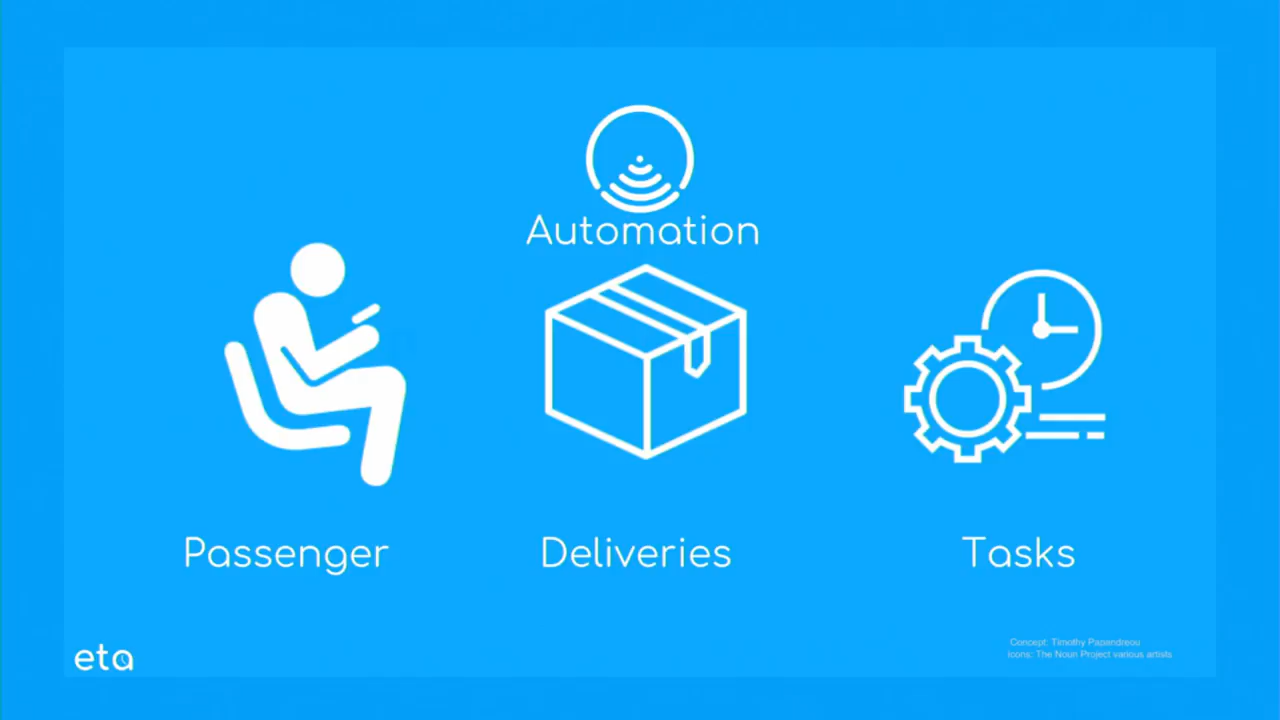 Automation
Passenger
Deliveries
Tasks
eta
Concept: Timothy Papandreou
Icons: The Noun Project various artists